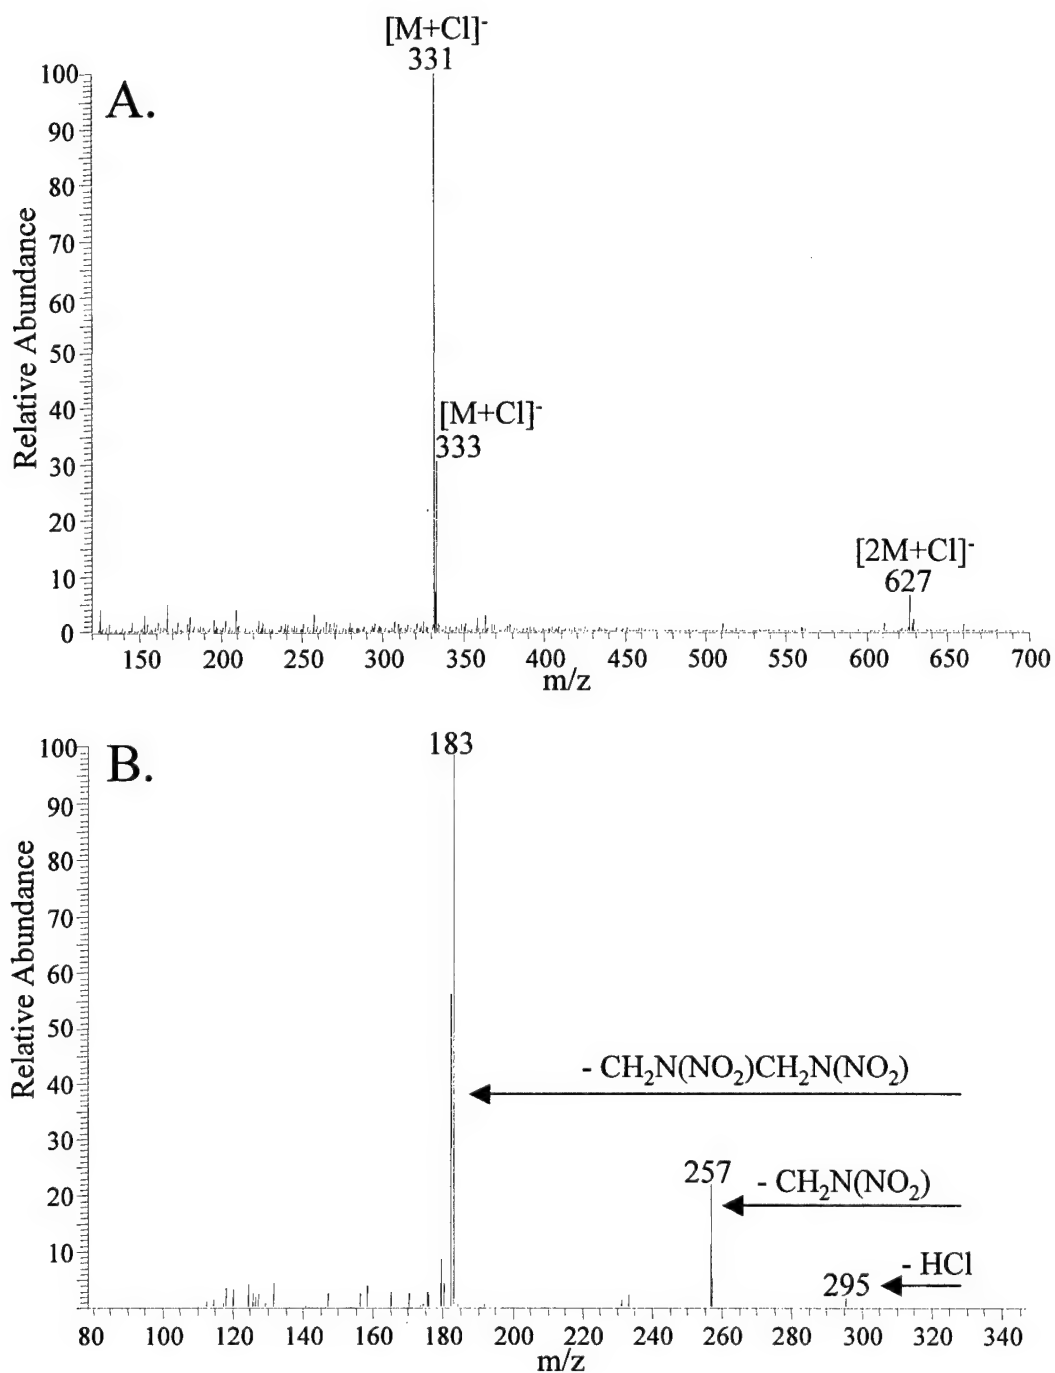 [M+Cl]-
331
A.
100
90
80
70
60
50
40
30
20
10
0
Relative Abundance
[M+Cl]-
333
[2M+Cl]-
627
150 200 250 300 350 400 450 500 550 600 650 700
m/z
B.
183
100
90
80
70
60
50
40
30
20
10
Relative Abundance
- CH₂N(NO₂)CH₂N(NO₂)
257
- CH₂N(NO₂)
295
- HCl
80 100 120 140 160 180 200 220 240 260 280 300 320 340
m/z